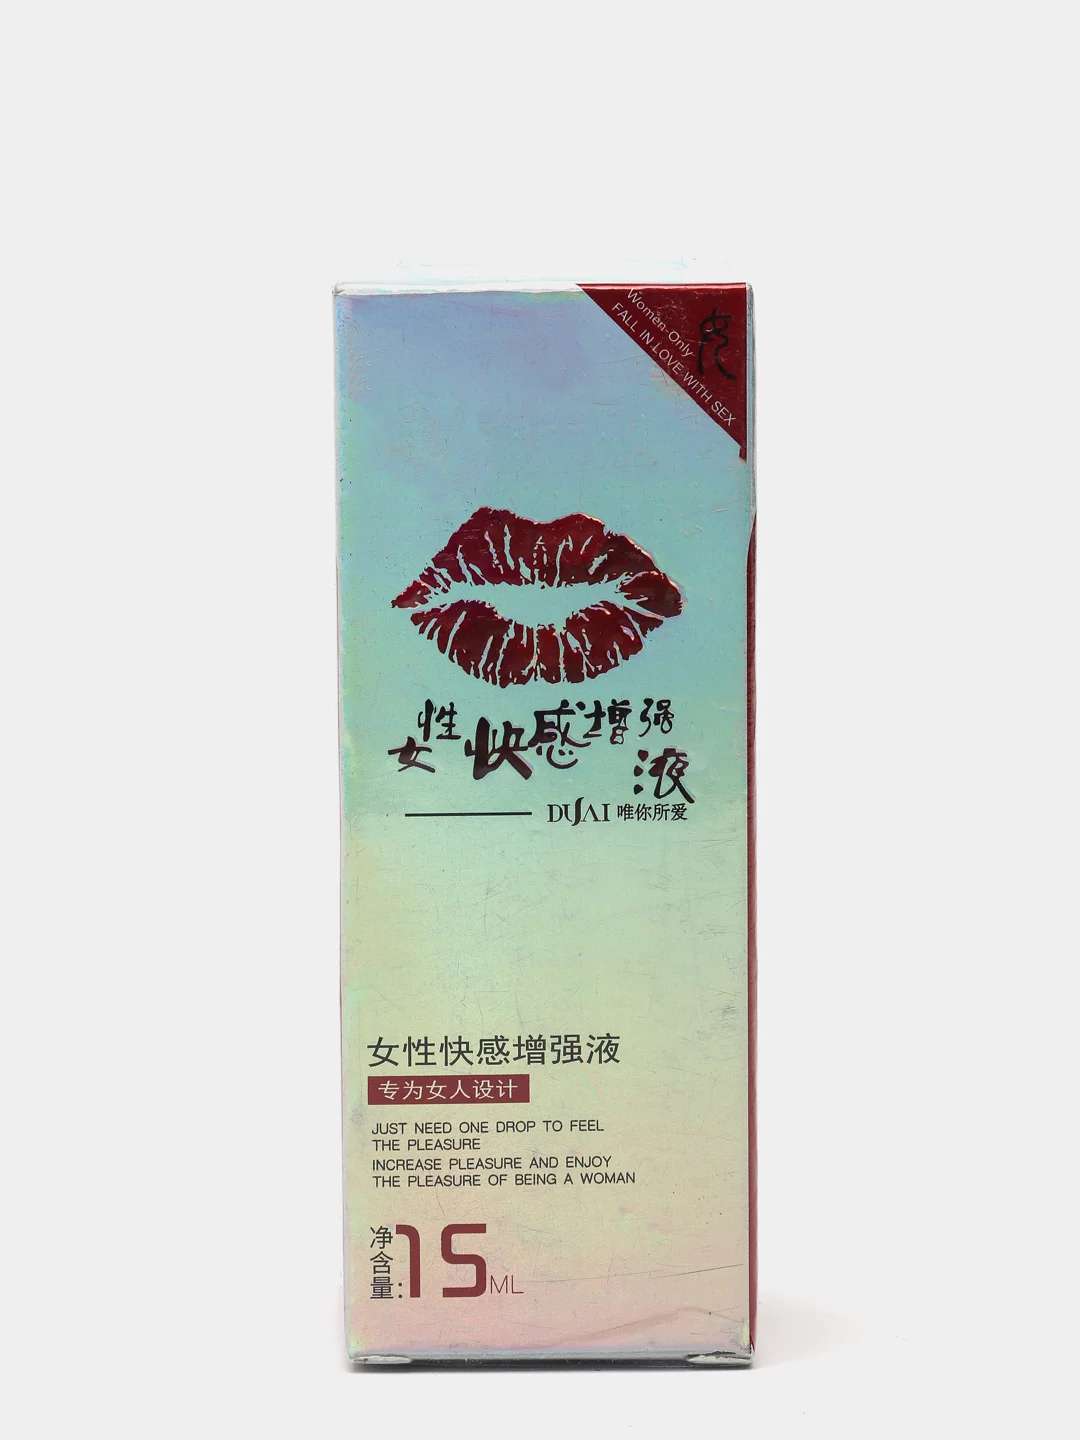 Women-Only
FALL IN LOVE WITH SEX
女性快感增强液
DUAI 唯你所爱
女性快感增强液
专为女人设计
JUST NEED ONE DROP TO FEEL
THE PLEASURE
INCREASE PLEASURE AND ENJOY
THE PLEASURE OF BEING A WOMAN
净含量:15ML